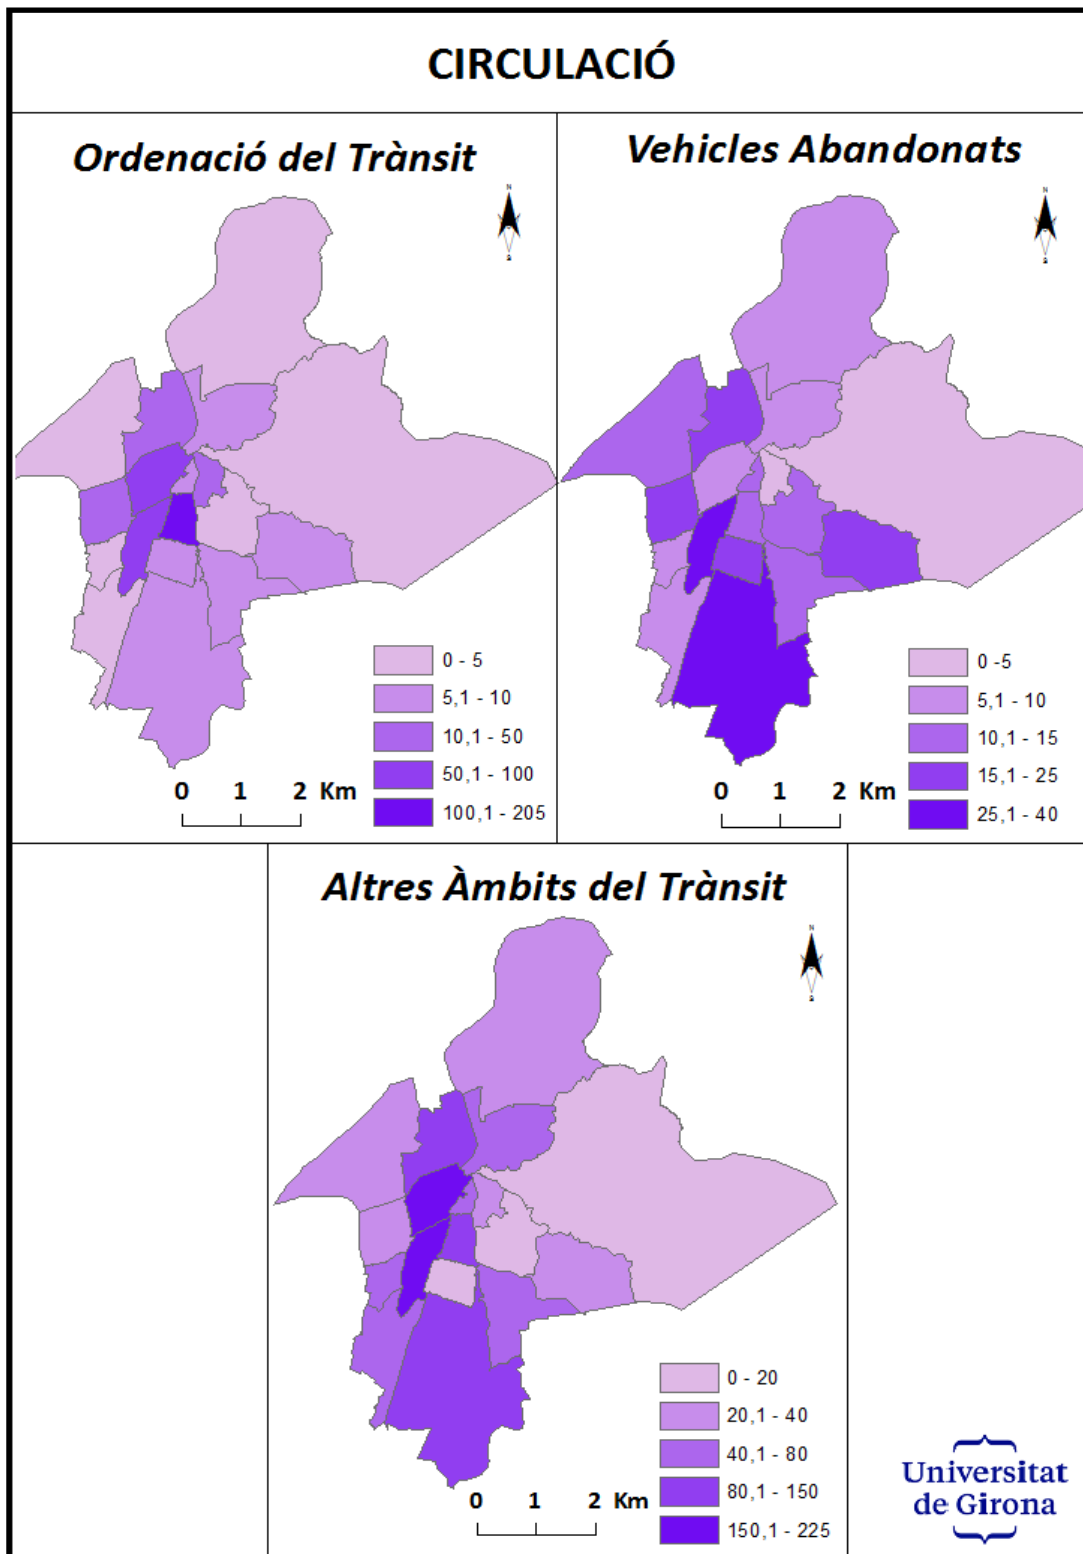 CIRCULACIÓ
Ordenació del Trànsit
N
S
0 - 5
5,1 - 10
10,1 - 50
50,1 - 100
100,1 - 205
0 1 2 Km
Vehicles Abandonats
N
S
0 -5
5,1 - 10
10,1 - 15
15,1 - 25
25,1 - 40
0 1 2 Km
Altres Àmbits del Trànsit
N
S
0 - 20
20,1 - 40
40,1 - 80
80,1 - 150
150,1 - 225
0 1 2 Km
Universitat
de Girona